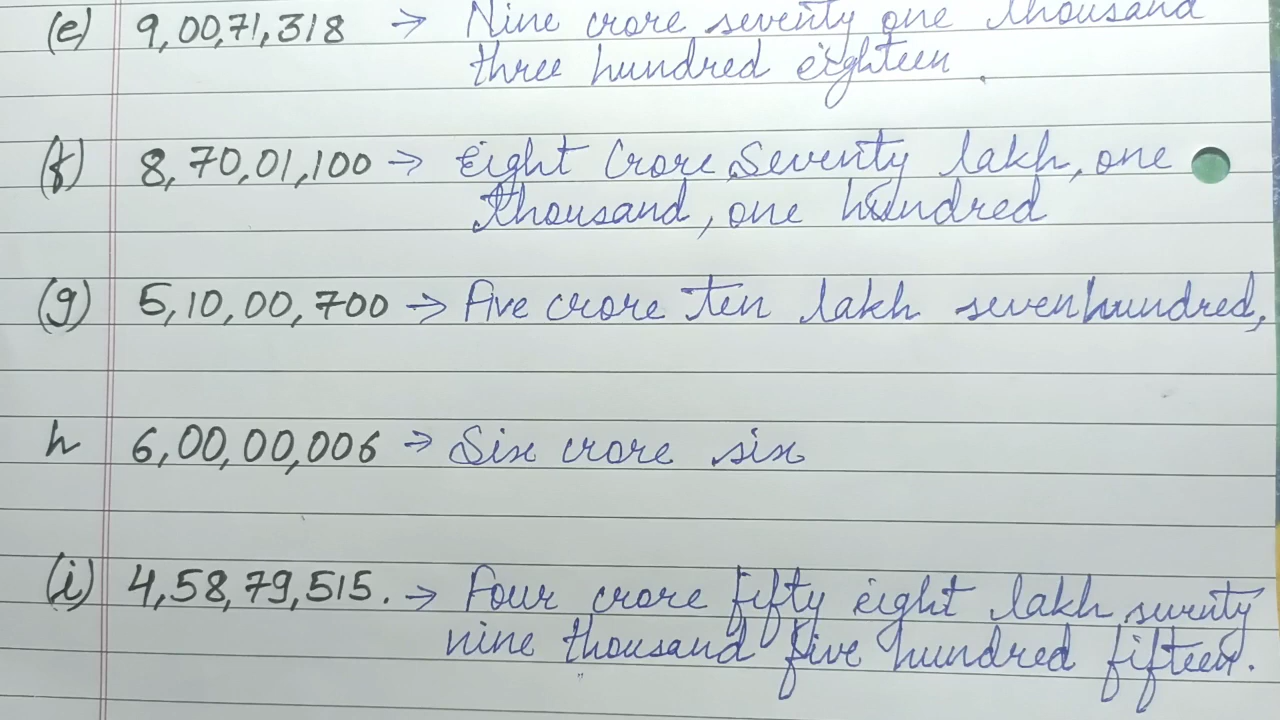 (e) 9,00,71,318 → Nine crore seventy one thousand
three hundred eighteen.
(f) 8,70,01,100 → Eight Crore, Seventy lakh, one
thousand, one hundred
(g) 5,10,00,700 → Five crore Ten lakh seven hundred,
h 6,00,00,006 → Six crore six
(i) 4,58,79,515. → Four crore fifty eight lakh swenty
nine thousand five hundred fifteen.